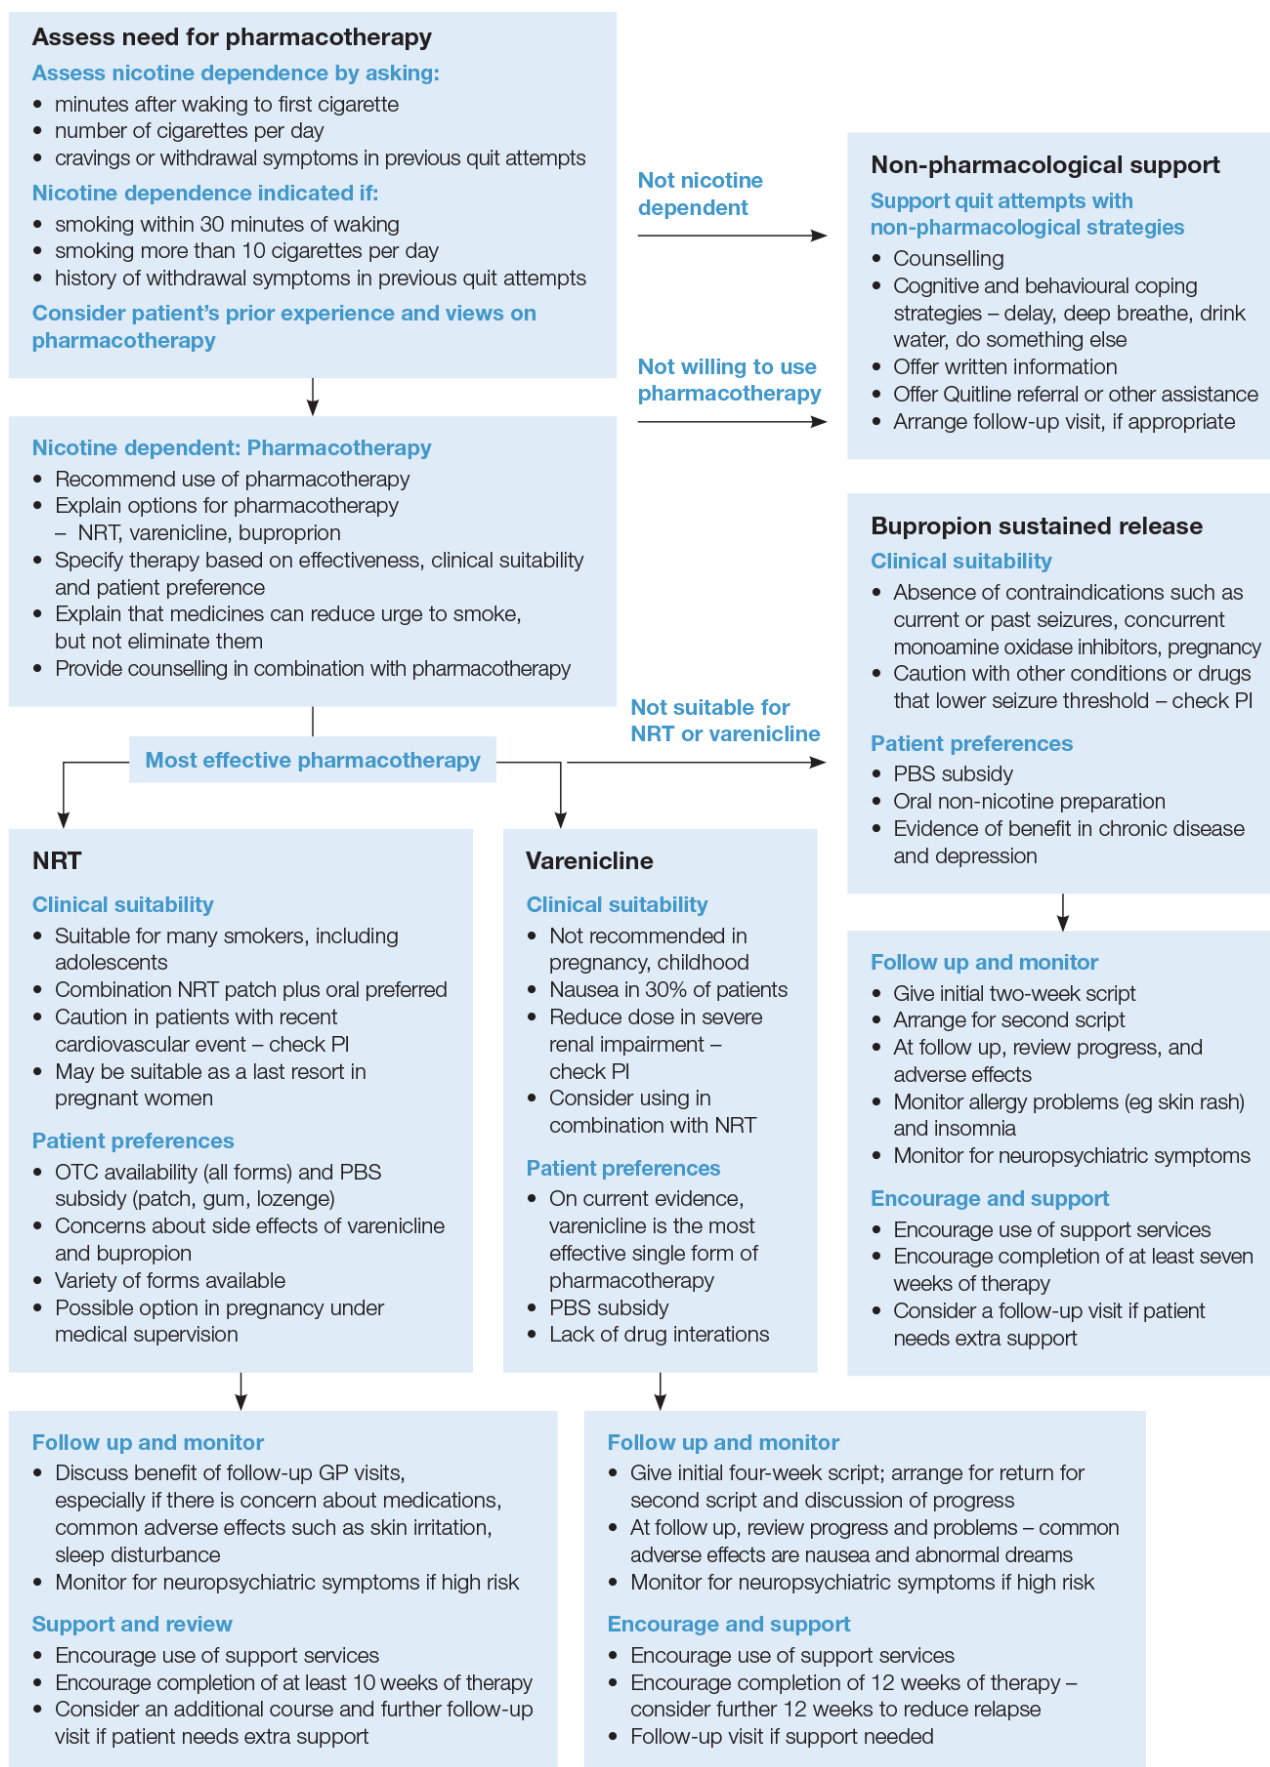 Assess need for pharmacotherapy
Assess nicotine dependence by asking:
• minutes after waking to first cigarette
• number of cigarettes per day
• cravings or withdrawal symptoms in previous quit attempts
Nicotine dependence indicated if:
• smoking within 30 minutes of waking
• smoking more than 10 cigarettes per day
• history of withdrawal symptoms in previous quit attempts
Consider patient's prior experience and views on
pharmacotherapy
Not nicotine
dependent
Not willing to use
pharmacotherapy
Non-pharmacological support
Support quit attempts with
non-pharmacological strategies
• Counselling
• Cognitive and behavioural coping
strategies – delay, deep breathe, drink
water, do something else
• Offer written information
• Offer Quitline referral or other assistance
• Arrange follow-up visit, if appropriate
Nicotine dependent: Pharmacotherapy
• Recommend use of pharmacotherapy
• Explain options for pharmacotherapy
– NRT, varenicline, buproprion
• Specify therapy based on effectiveness, clinical suitability
and patient preference
• Explain that medicines can reduce urge to smoke,
but not eliminate them
• Provide counselling in combination with pharmacotherapy
Most effective pharmacotherapy
Not suitable for
NRT or varenicline
Bupropion sustained release
Clinical suitability
• Absence of contraindications such as
current or past seizures, concurrent
monoamine oxidase inhibitors, pregnancy
• Caution with other conditions or drugs
that lower seizure threshold – check PI
Patient preferences
• PBS subsidy
• Oral non-nicotine preparation
• Evidence of benefit in chronic disease
and depression
Follow up and monitor
• Give initial two-week script
• Arrange for second script
• At follow up, review progress, and
adverse effects
• Monitor allergy problems (eg skin rash)
and insomnia
• Monitor for neuropsychiatric symptoms
Encourage and support
• Encourage use of support services
• Encourage completion of at least seven
weeks of therapy
• Consider a follow-up visit if patient
needs extra support
NRT
Clinical suitability
• Suitable for many smokers, including
adolescents
• Combination NRT patch plus oral preferred
• Caution in patients with recent
cardiovascular event – check PI
• May be suitable as a last resort in
pregnant women
Patient preferences
• OTC availability (all forms) and PBS
subsidy (patch, gum, lozenge)
• Concerns about side effects of varenicline
and bupropion
• Variety of forms available
• Possible option in pregnancy under
medical supervision
Varenicline
Clinical suitability
• Not recommended in
pregnancy, childhood
• Nausea in 30% of patients
• Reduce dose in severe
renal impairment –
check PI
• Consider using in
combination with NRT
Patient preferences
• On current evidence,
varenicline is the most
effective single form of
pharmacotherapy
• PBS subsidy
• Lack of drug interations
Follow up and monitor
• Discuss benefit of follow-up GP visits,
especially if there is concern about medications,
common adverse effects such as skin irritation,
sleep disturbance
• Monitor for neuropsychiatric symptoms if high risk
Support and review
• Encourage use of support services
• Encourage completion of at least 10 weeks of therapy
• Consider an additional course and further follow-up
visit if patient needs extra support
Follow up and monitor
• Give initial four-week script; arrange for return for
second script and discussion of progress
• At follow up, review progress and problems – common
adverse effects are nausea and abnormal dreams
• Monitor for neuropsychiatric symptoms if high risk
Encourage and support
• Encourage use of support services
• Encourage completion of 12 weeks of therapy –
consider further 12 weeks to reduce relapse
• Follow-up visit if support needed